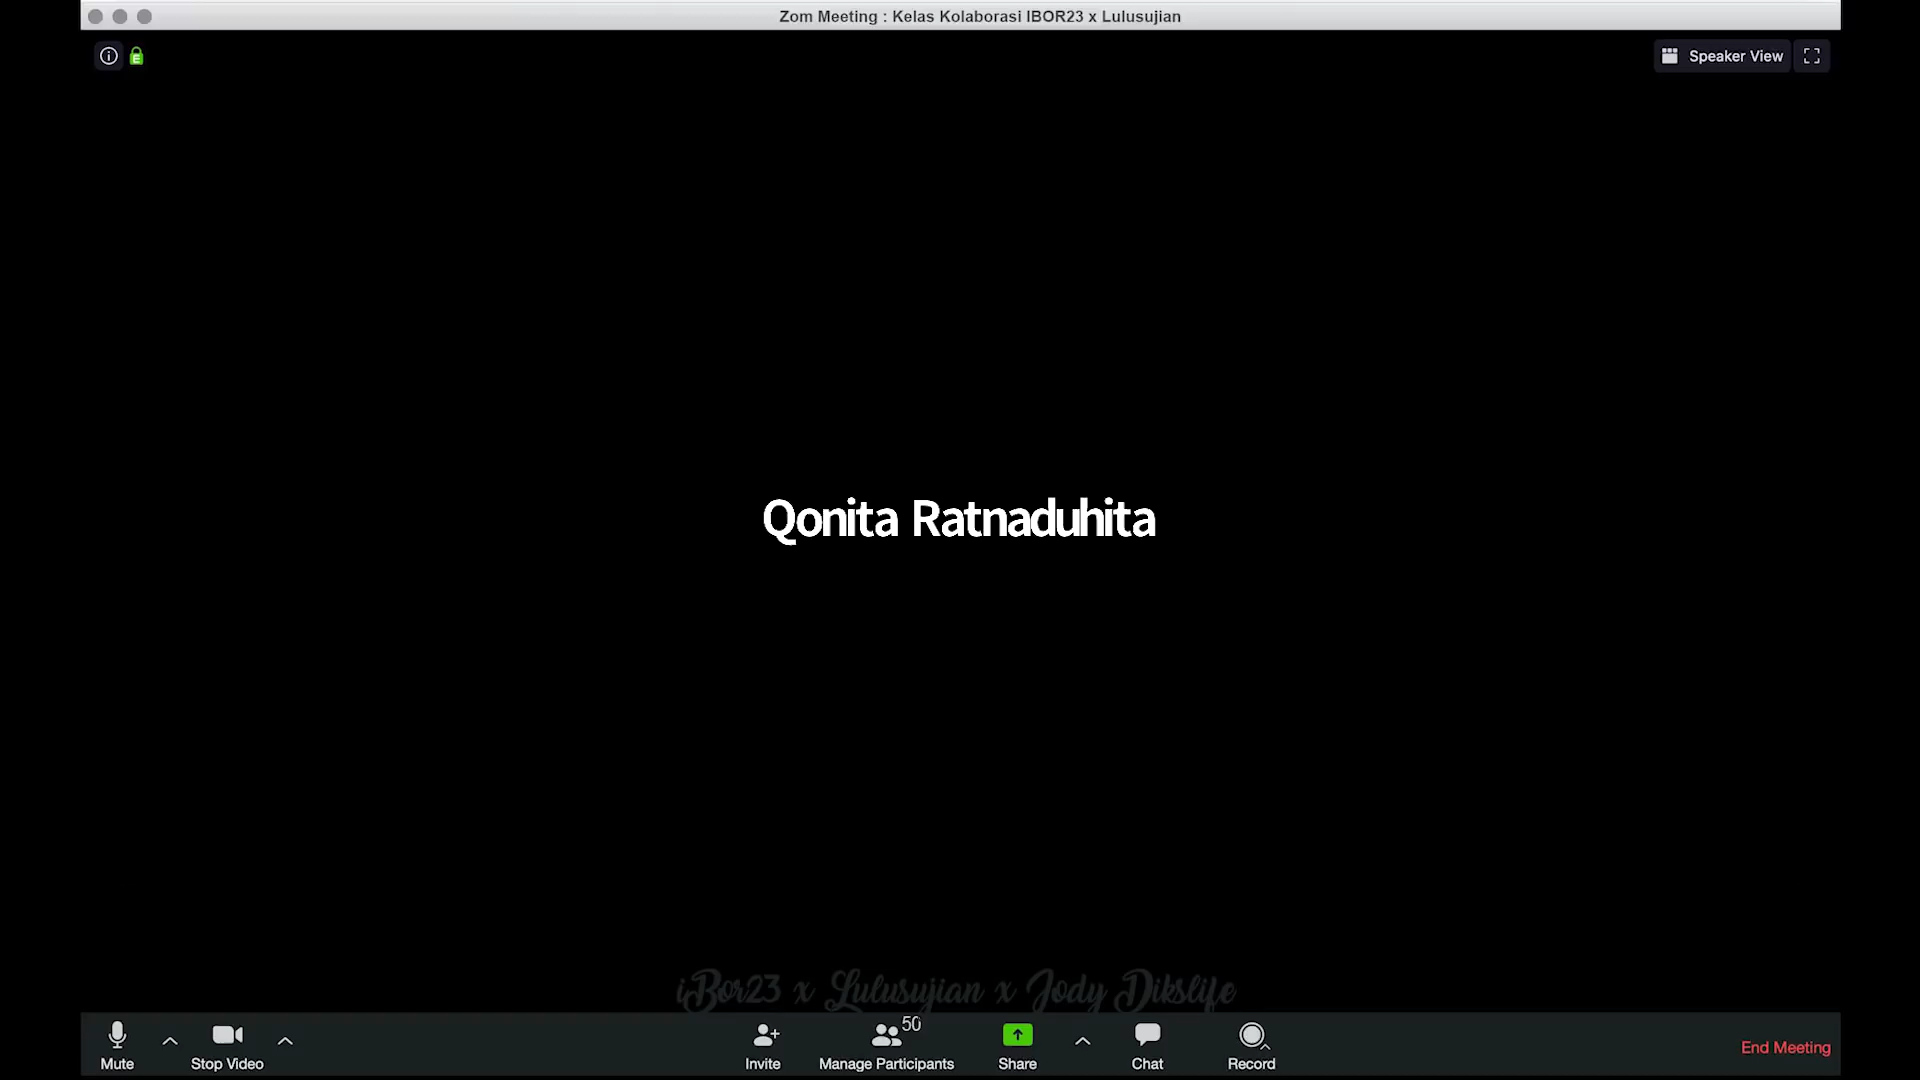 Zom Meeting : Kelas Kolaborasi IBOR23 x Lulusujian
E
Speaker View
Qonita Ratnaduhita
iBor23 x Lulusujian x Jody Dikslife
50
Mute
Stop Video
Invite
Manage Participants
Share
Chat
Record
End Meeting